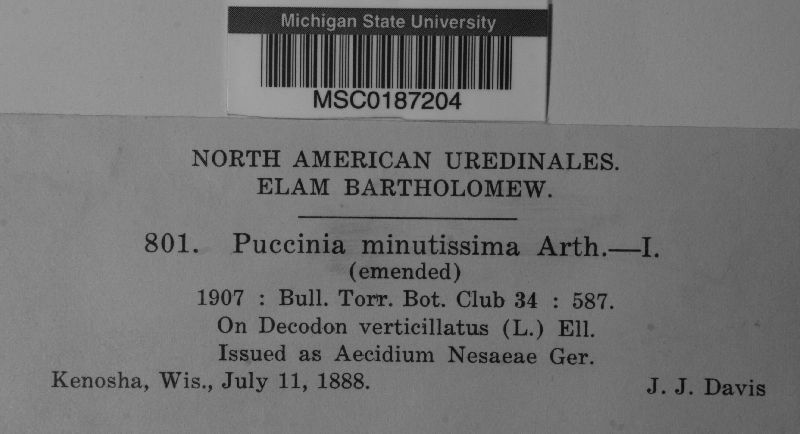 Michigan State University
MSC0187204
NORTH AMERICAN UREDINALES.
ELAM BARTHOLOMEW.
801. Puccinia minutissima Arth.—I.
(emended)
1907 : Bull. Torr. Bot. Club 34 : 587.
On Decodon verticillatus (L.) Ell.
Issued as Aecidium Nesaeae Ger.
Kenosha, Wis., July 11, 1888. J. J. Davis